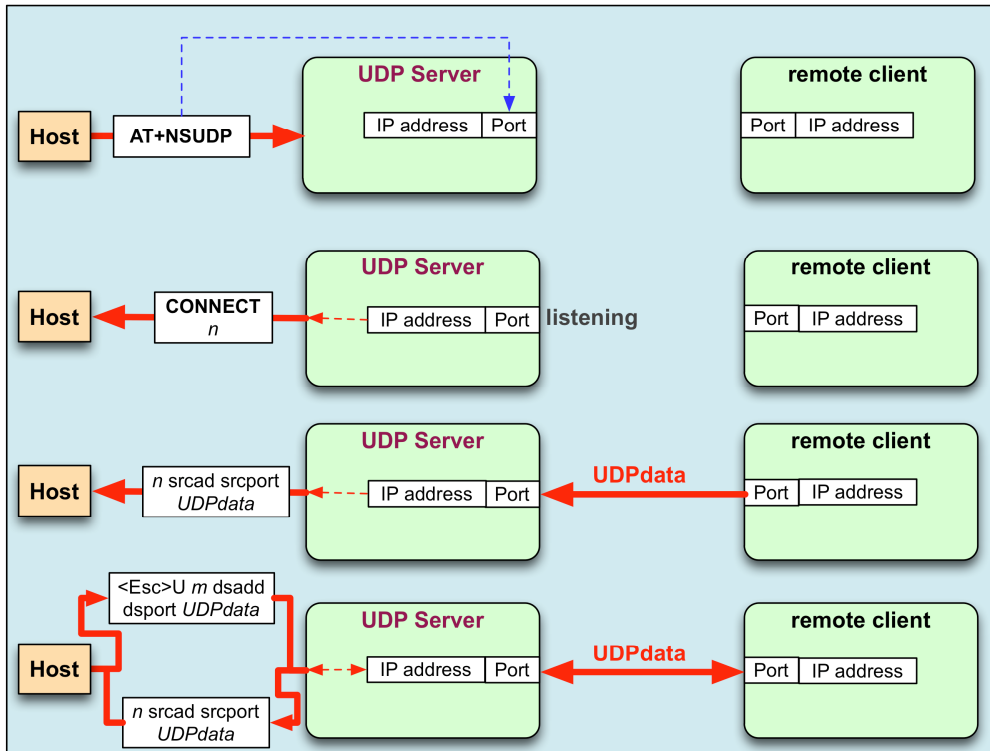 UDP Server
remote client
Host
AT+NSUDP
IP address
Port
Port
IP address
UDP Server
remote client
Host
CONNECT
n
IP address
Port
listening
Port
IP address
UDP Server
remote client
Host
n srcad srcport
UDPdata
IP address
Port
UDPdata
Port
IP address
<Esc>U m dsadd
dsport UDPdata
UDP Server
remote client
Host
IP address
Port
UDPdata
Port
IP address
n srcad srcport
UDPdata